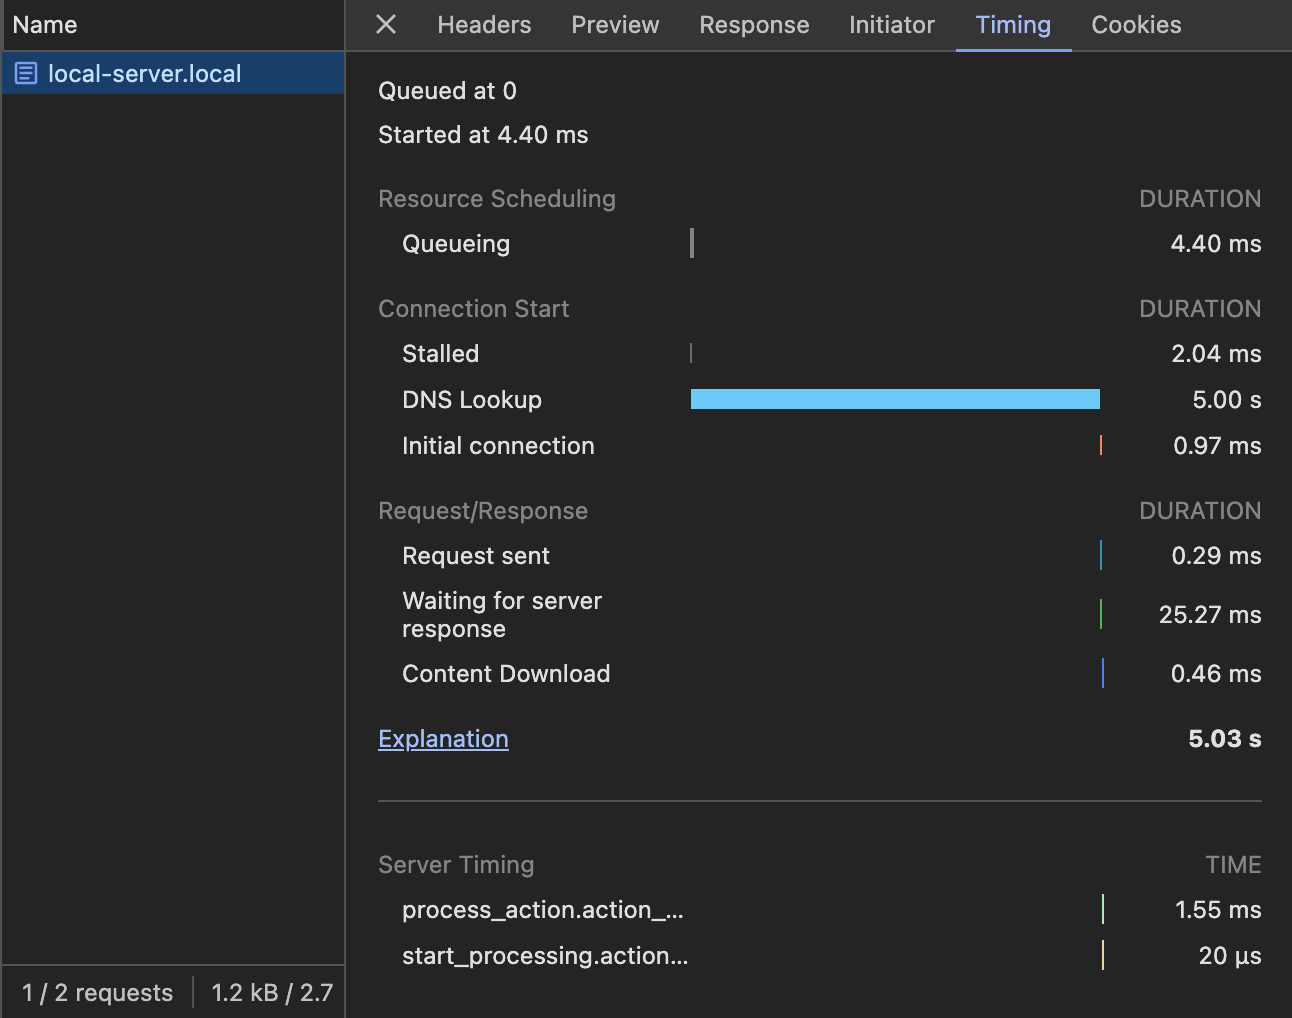 Name
Headers Preview Response Initiator Timing Cookies
local-server.local
Queued at 0
Started at 4.40 ms
Resource Scheduling DURATION
Queueing 4.40 ms
Connection Start DURATION
Stalled 2.04 ms
DNS Lookup 5.00 s
Initial connection 0.97 ms
Request/Response DURATION
Request sent 0.29 ms
Waiting for server
response 25.27 ms
Content Download 0.46 ms
Explanation 5.03 s
Server Timing TIME
process_action.action_... 1.55 ms
start_processing.action... 20 µs
1 / 2 requests 1.2 kB / 2.7